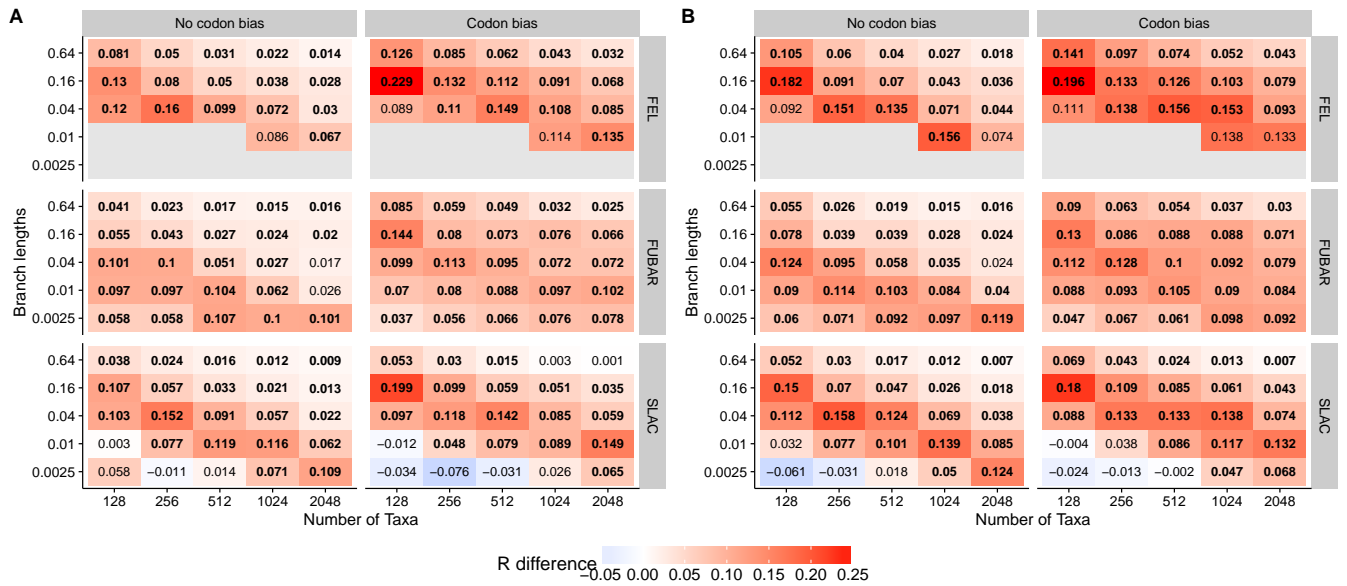 A B
No codon bias Codon bias No codon bias Codon bias
0.64 0.081 0.05 0.031 0.022 0.014 0.126 0.085 0.062 0.043 0.032 0.64 0.105 0.06 0.04 0.027 0.018 0.141 0.097 0.074 0.052 0.043
0.16 0.13 0.08 0.05 0.038 0.028 0.229 0.132 0.112 0.091 0.068 0.16 0.182 0.091 0.07 0.043 0.036 0.196 0.133 0.126 0.103 0.079
0.04 0.12 0.16 0.099 0.072 0.03 0.089 0.11 0.149 0.108 0.085 0.04 0.092 0.151 0.135 0.071 0.044 0.111 0.138 0.156 0.153 0.093
0.01 0.086 0.067 0.114 0.135 0.01 0.156 0.074 0.138 0.133
0.0025 0.0025
FEL FEL
0.64 0.041 0.023 0.017 0.015 0.016 0.085 0.059 0.049 0.032 0.025 0.64 0.055 0.026 0.019 0.015 0.016 0.09 0.063 0.054 0.037 0.03
0.16 0.055 0.043 0.027 0.024 0.02 0.144 0.08 0.073 0.076 0.066 0.16 0.078 0.039 0.039 0.028 0.024 0.13 0.086 0.088 0.088 0.071
0.04 0.101 0.1 0.051 0.027 0.017 0.099 0.113 0.095 0.072 0.072 0.04 0.124 0.095 0.058 0.035 0.024 0.112 0.128 0.1 0.092 0.079
0.01 0.097 0.097 0.104 0.062 0.026 0.07 0.08 0.088 0.097 0.102 0.01 0.09 0.114 0.103 0.084 0.04 0.088 0.093 0.105 0.09 0.084
0.0025 0.058 0.058 0.107 0.1 0.101 0.037 0.056 0.066 0.076 0.078 0.0025 0.06 0.071 0.092 0.097 0.119 0.047 0.067 0.061 0.098 0.092
FUBAR FUBAR
Branch lengths Branch lengths
0.64 0.038 0.024 0.016 0.012 0.009 0.053 0.03 0.015 0.003 0.001 0.64 0.052 0.03 0.017 0.012 0.007 0.069 0.043 0.024 0.013 0.007
0.16 0.107 0.057 0.033 0.021 0.013 0.199 0.099 0.059 0.051 0.035 0.16 0.15 0.07 0.047 0.026 0.018 0.18 0.109 0.085 0.061 0.043
0.04 0.103 0.152 0.091 0.057 0.022 0.097 0.118 0.142 0.085 0.059 0.04 0.112 0.158 0.124 0.069 0.038 0.088 0.133 0.133 0.138 0.074
0.01 0.003 0.077 0.119 0.116 0.062 −0.012 0.048 0.079 0.089 0.149 0.01 0.032 0.077 0.101 0.139 0.085 −0.004 0.038 0.086 0.117 0.132
0.0025 0.058 −0.011 0.014 0.071 0.109 −0.034 −0.076 −0.031 0.026 0.065 0.0025 −0.061 −0.031 0.018 0.05 0.124 −0.024 −0.013 −0.002 0.047 0.068
SLAC SLAC
128 256 512 1024 2048 128 256 512 1024 2048 128 256 512 1024 2048 128 256 512 1024 2048
Number of Taxa Number of Taxa
R difference
−0.05 0.00 0.05 0.10 0.15 0.20 0.25